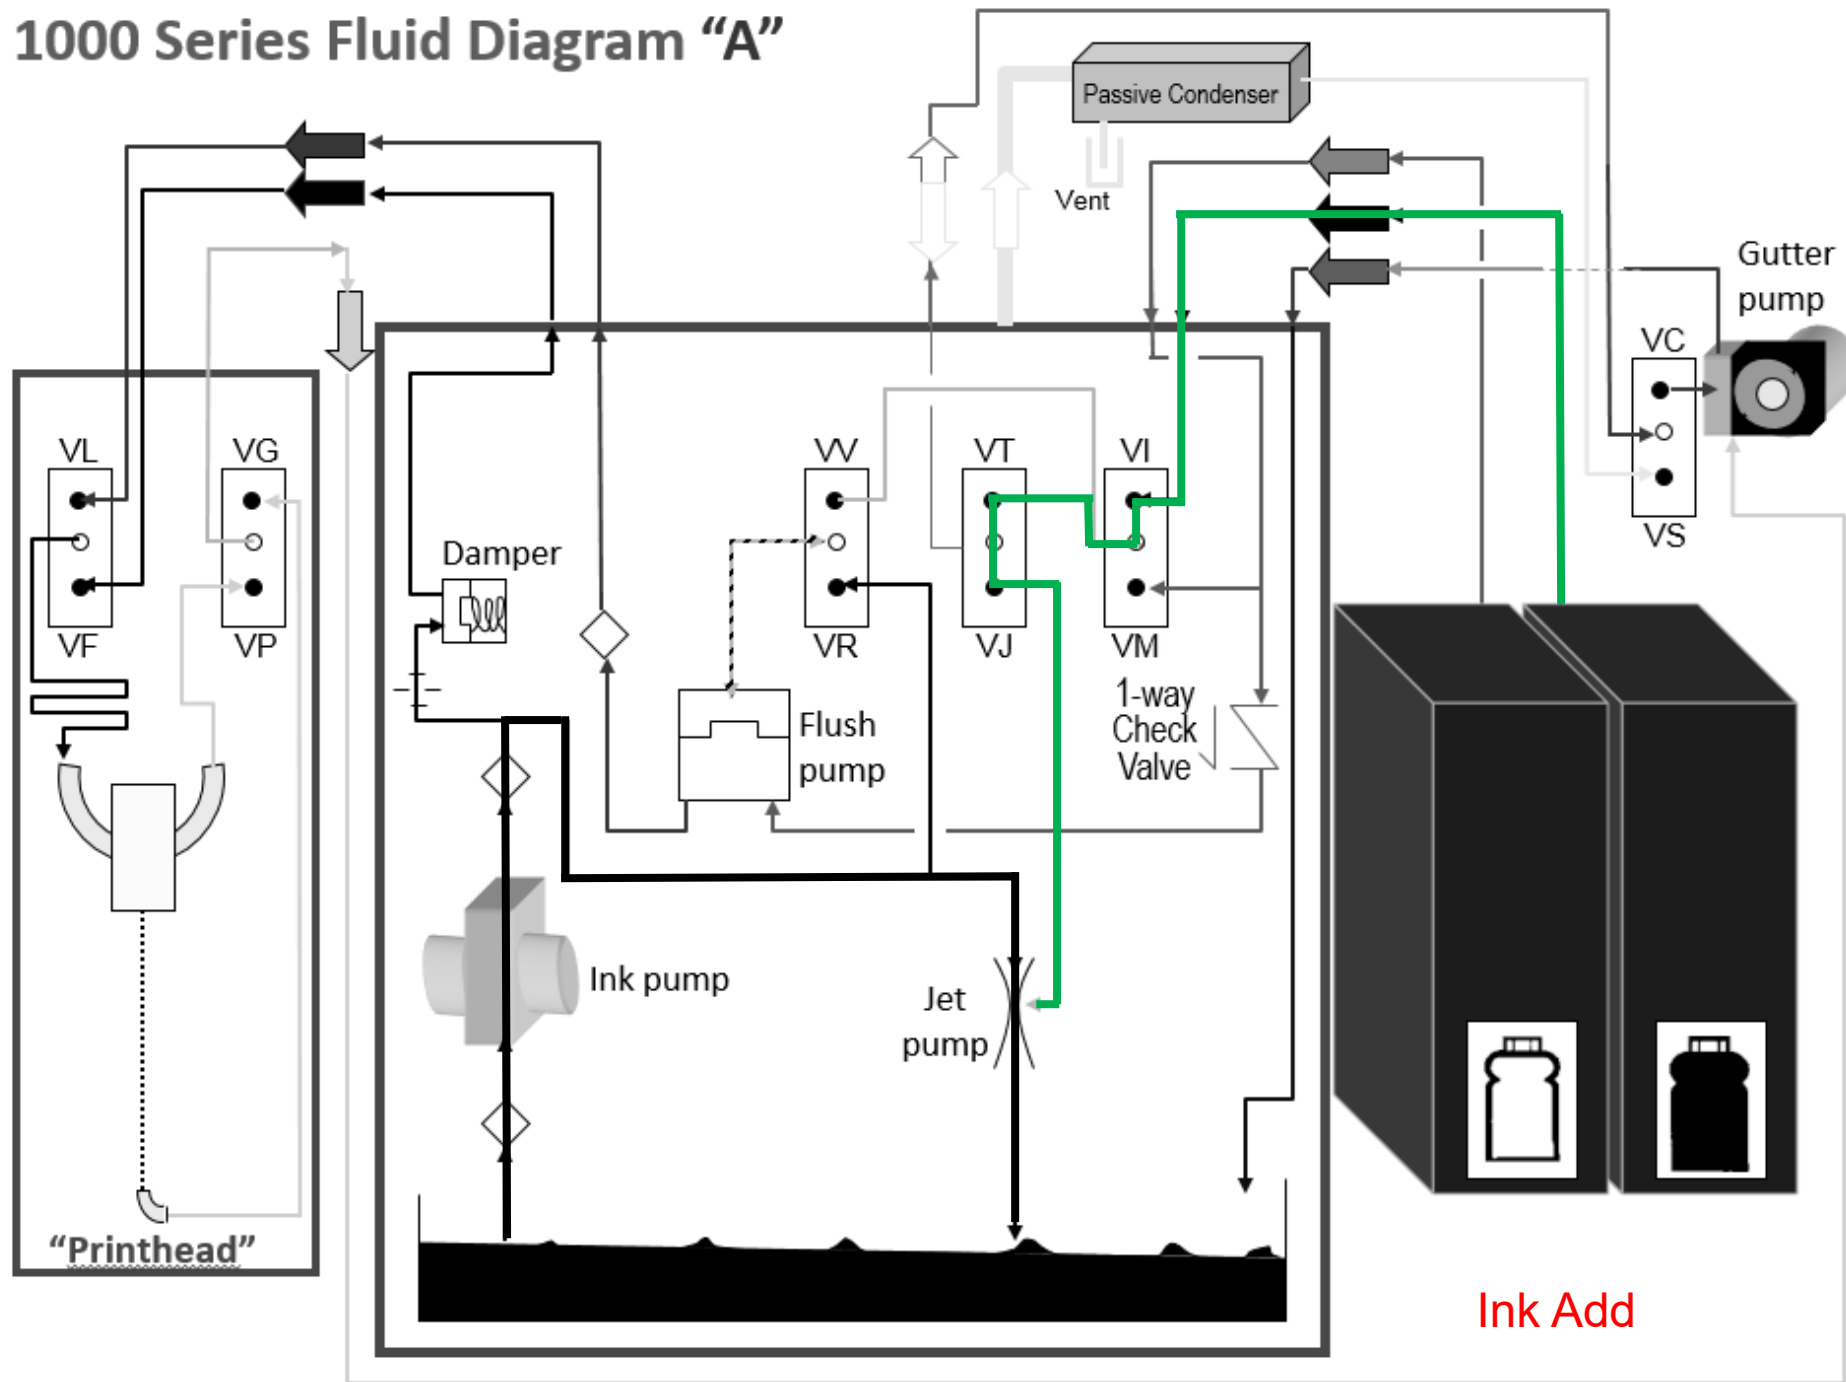 1000 Series Fluid Diagram “A”
Passive Condenser
Vent
Gutter
pump
VC
VS
VL
VG
VV
VT
VI
Damper
VF
VP
VR
VJ
VM
1-way
Check
Valve
Flush
pump
Ink pump
Jet
pump
“Printhead”
Ink Add